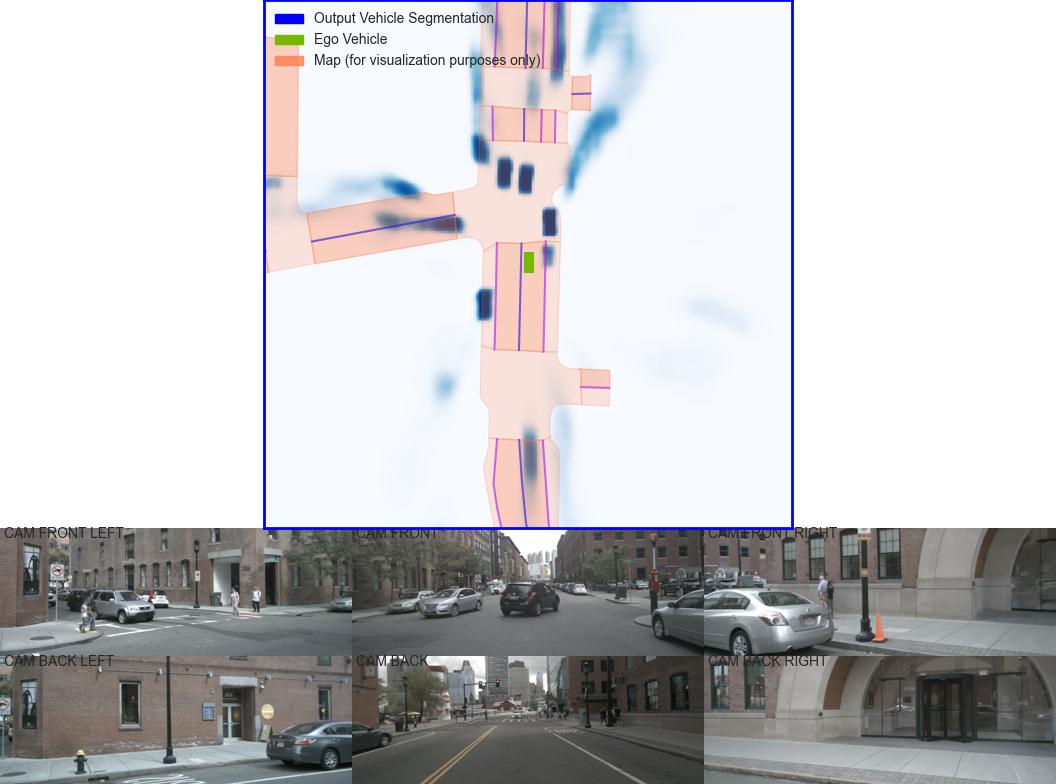 Output Vehicle Segmentation
Ego Vehicle
Map (for visualization purposes only)
CAM FRONT LEFT
CAM FRONT
CAM FRONT RIGHT
CAM BACK LEFT
CAM BACK
CAM BACK RIGHT